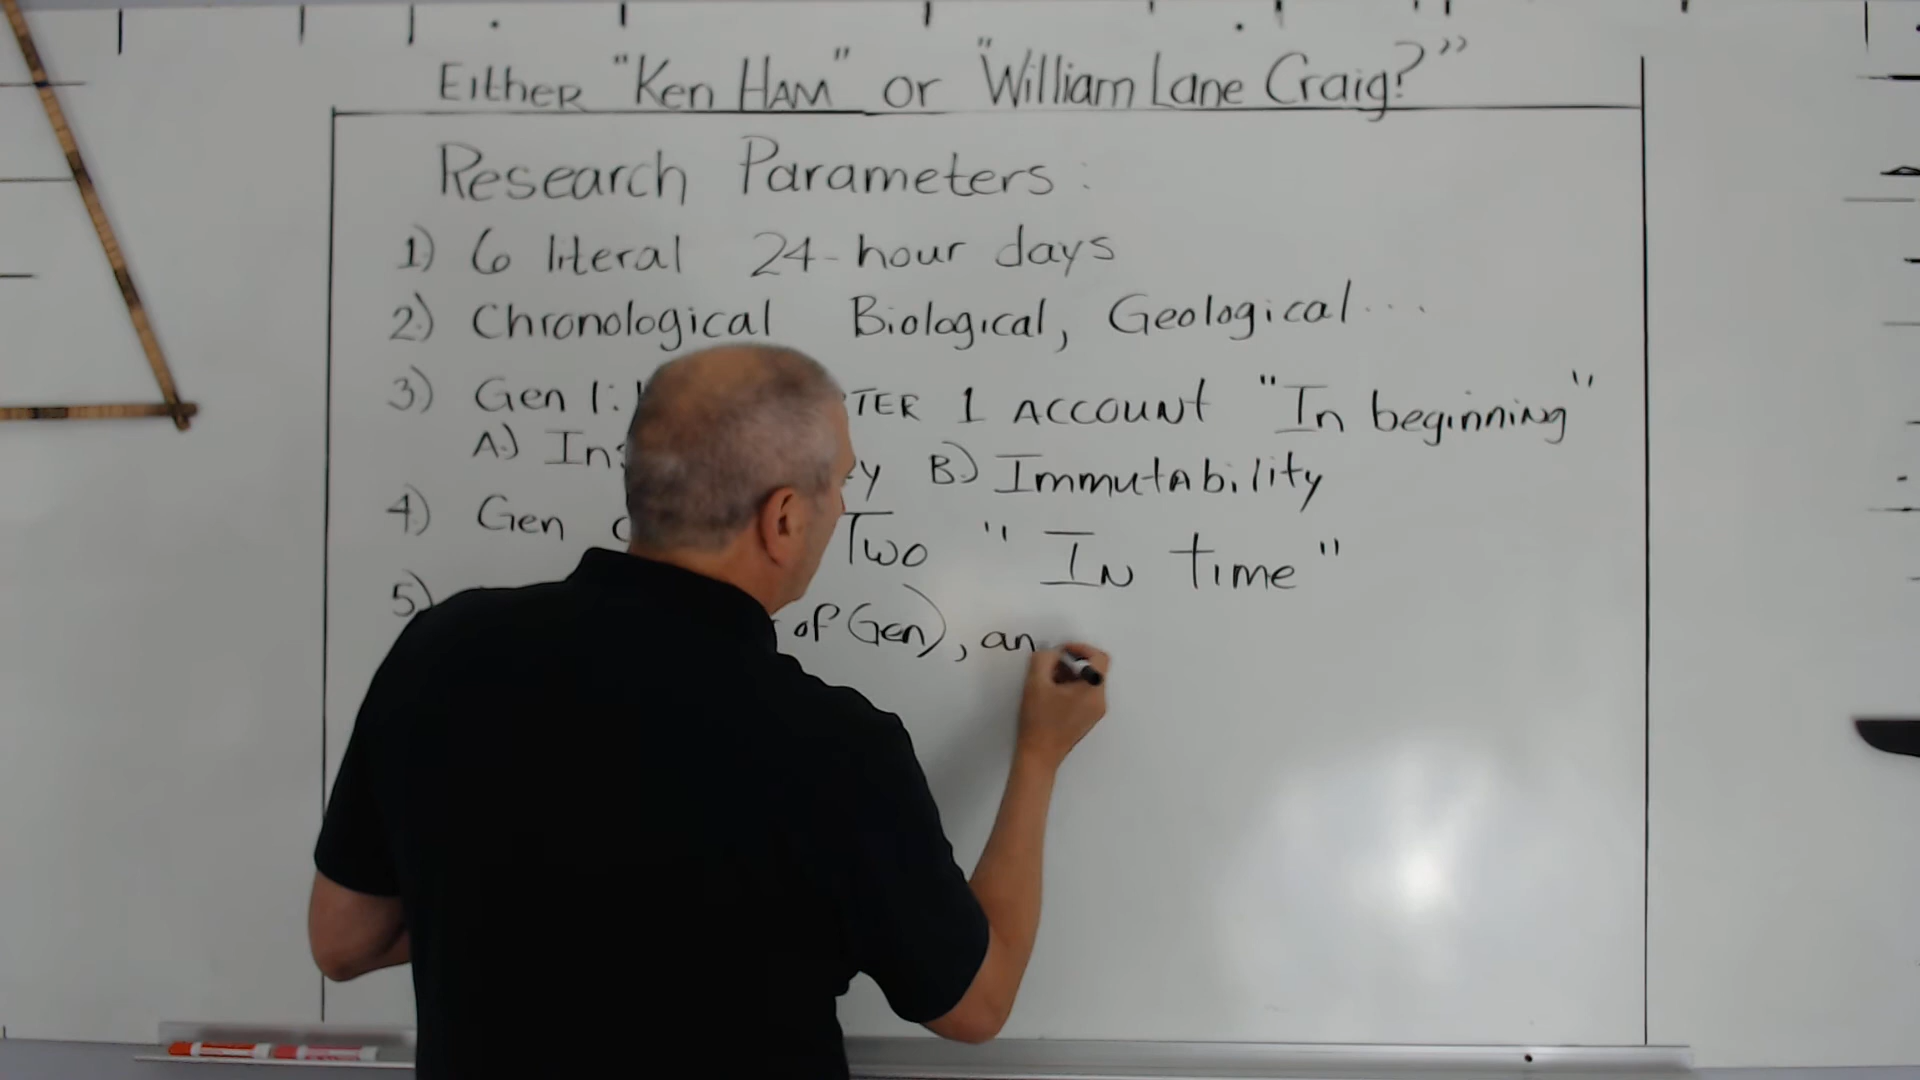 Either "Ken Ham" or "William Lane Craig?"
Research Parameters:
1) 6 literal 24-hour days
2) Chronological Biological, Geological...
3) Gen 1: TER 1 ACCOUNT "In beginning"
A.) In y B.) Immutability
4) Gen Two "In time"
5) of Gen), an